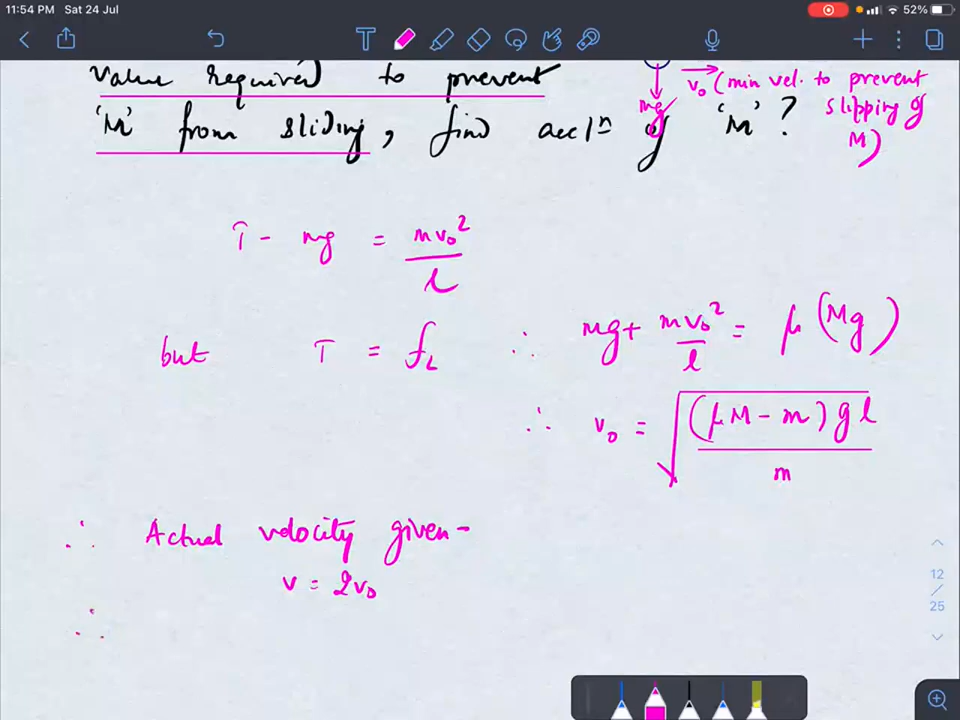 11:54 PM Sat 24 Jul
52%
T
value required to prevent
'M' from sliding, find accln of 'M' ?
mg
v₀ (min vel. to prevent
slipping of
M)
T - mg = mv₀²/l
but T = f_L ∴ mg + mv₀²/l = μ (Mg)
∴ v₀ = √((μM - m) g l / m)
∴ Actual velocity given -
v = 2v₀
∴
12
/
25